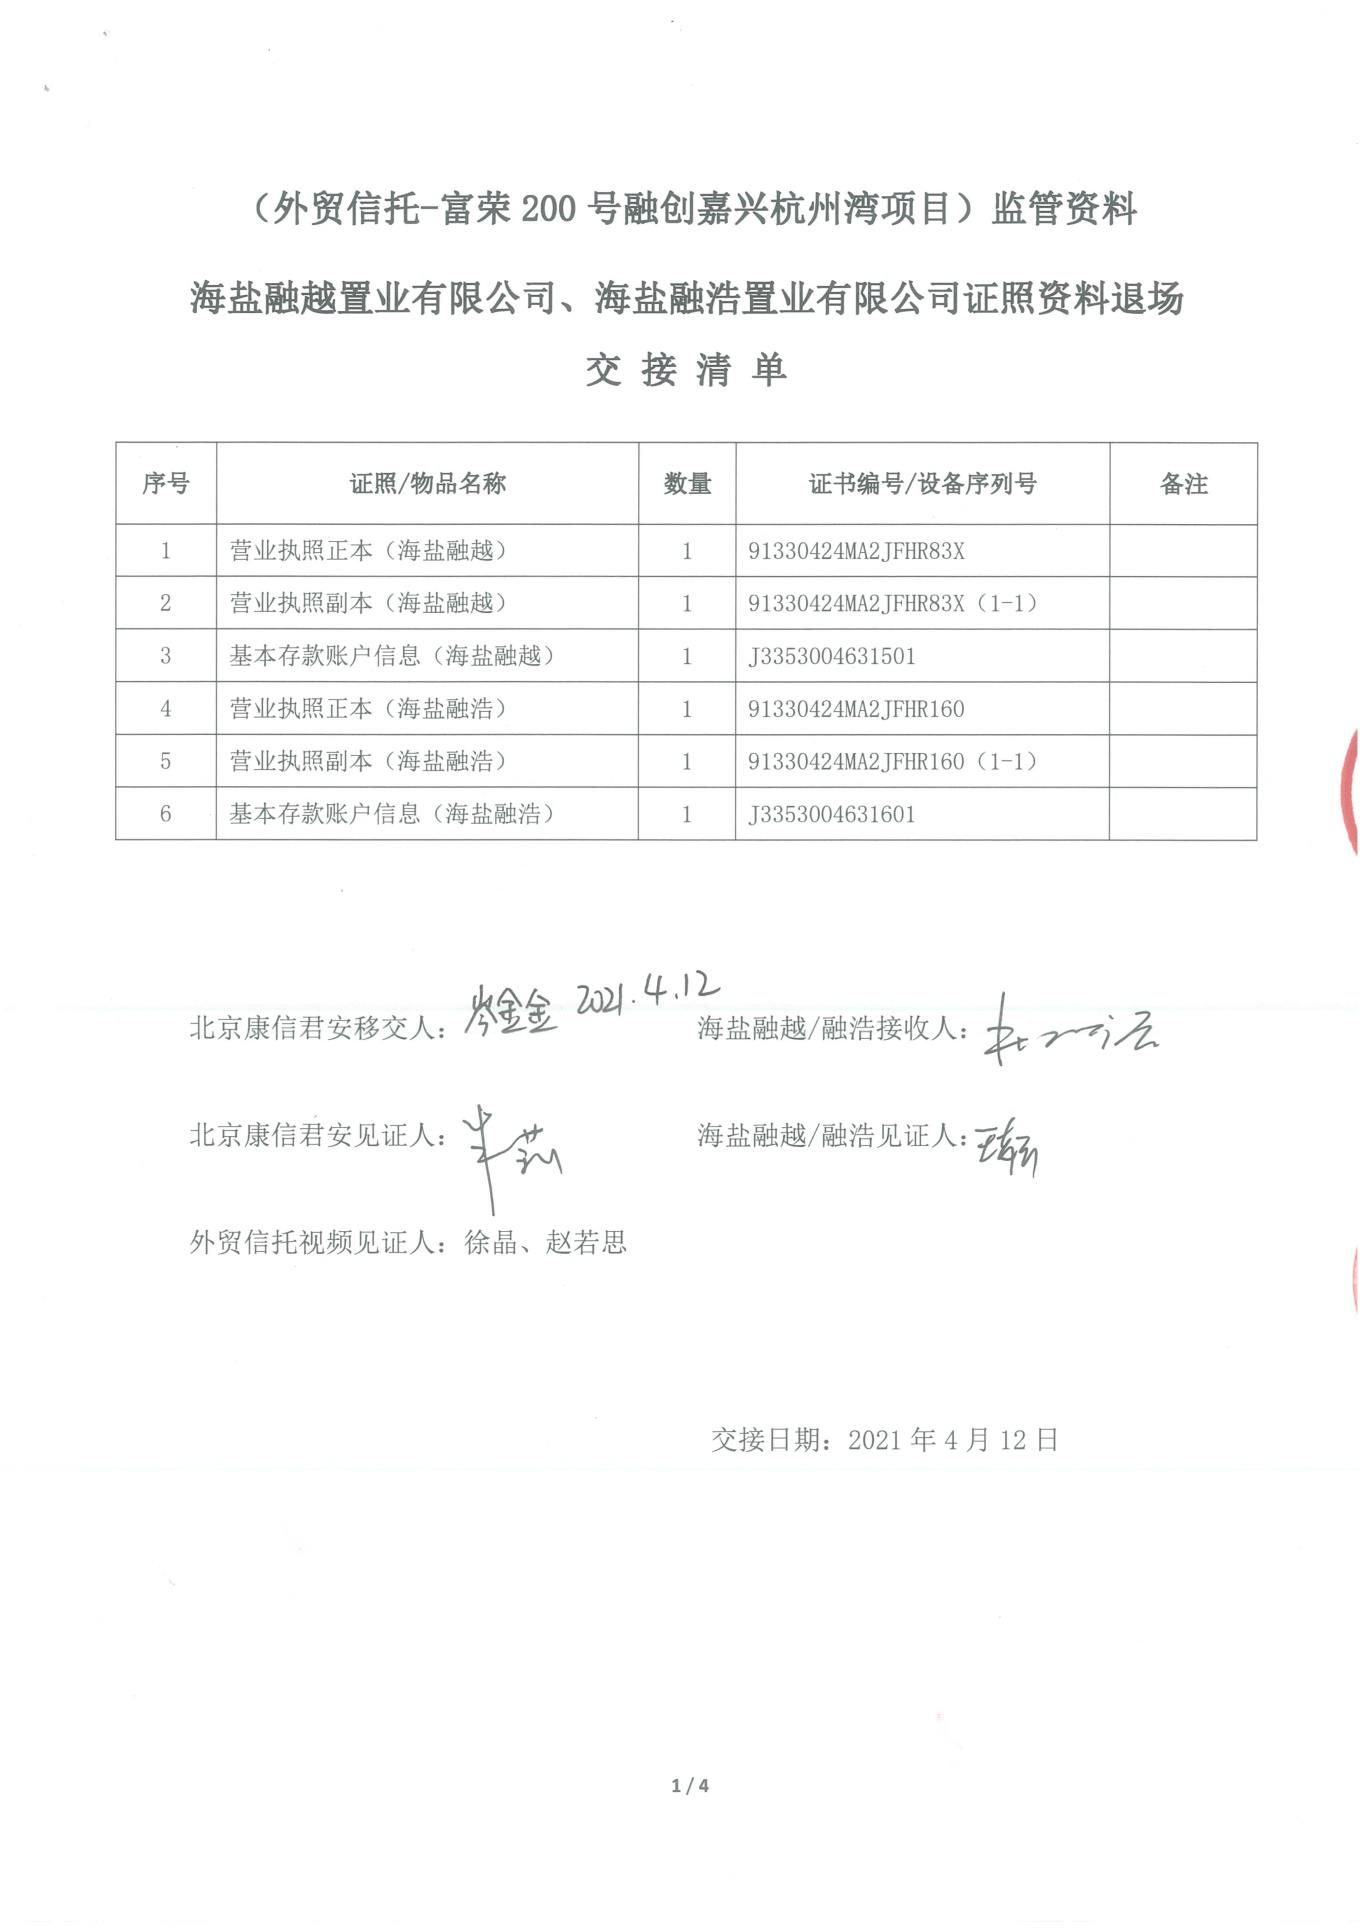 （外贸信托-富荣 200 号融创嘉兴杭州湾项目）监管资料
海盐融越置业有限公司、海盐融浩置业有限公司证照资料退场
交 接 清 单
序号 证照/物品名称 数量 证书编号/设备序列号 备注
1 营业执照正本（海盐融越） 1 91330424MA2JFHR83X
2 营业执照副本（海盐融越） 1 91330424MA2JFHR83X（1-1）
3 基本存款账户信息（海盐融越） 1 J3353004631501
4 营业执照正本（海盐融浩） 1 91330424MA2JFHR160
5 营业执照副本（海盐融浩） 1 91330424MA2JFHR160（1-1）
6 基本存款账户信息（海盐融浩） 1 J3353004631601
北京康信君安移交人：岑金金 2021.4.12 海盐融越/融浩接收人：
北京康信君安见证人： 海盐融越/融浩见证人：
外贸信托视频见证人：徐晶、赵若思
交接日期：2021 年 4 月 12 日
1 / 4